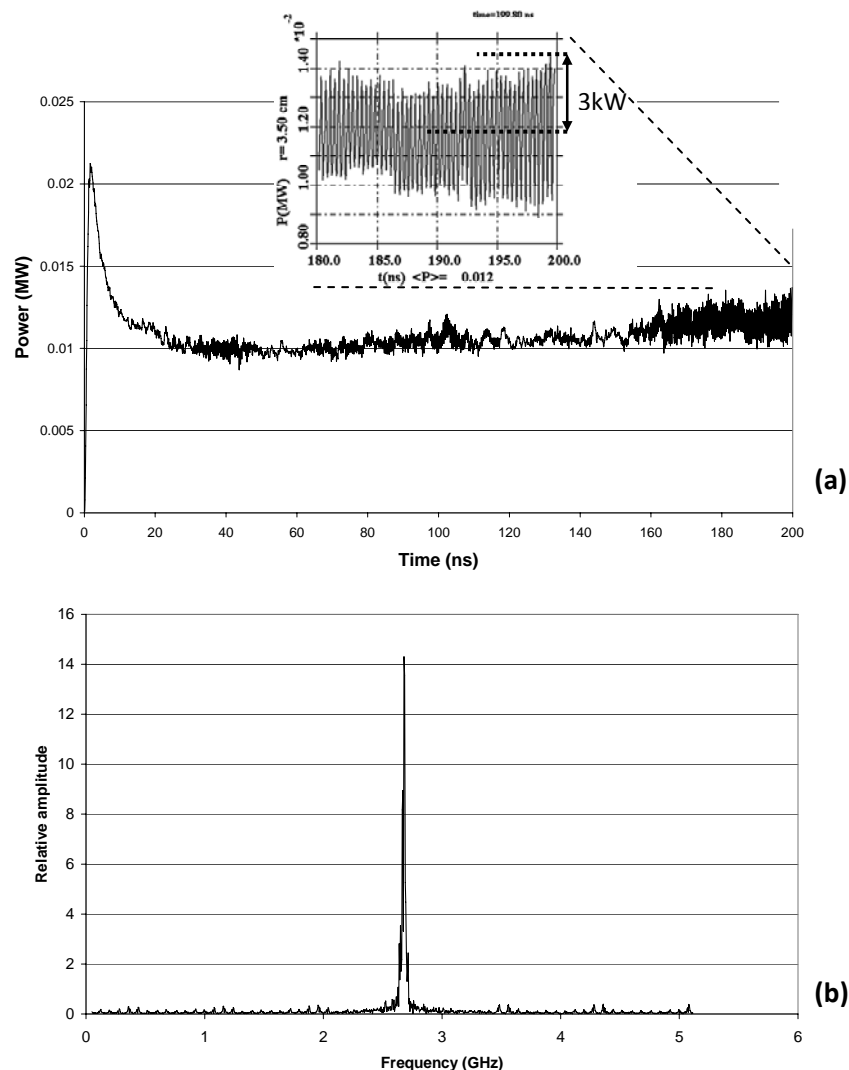 time=199.80 ns
*10 -2
1.40
1.20
1.00
0.80
P(MW) r= 3.50 cm
180.0 185.0 190.0 195.0 200.0
t(ns) <P>= 0.012
3kW
0.025
0.02
0.015
0.01
0.005
0
Power (MW)
0 20 40 60 80 100 120 140 160 180 200
Time (ns)
(a)
16
14
12
10
8
6
4
2
0
Relative amplitude
0 1 2 3 4 5 6
Frequency (GHz)
(b)